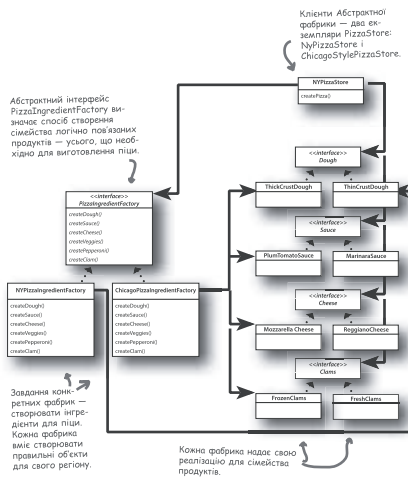 Клієнти Абстрактної
фабрики – два ек-
земпляри PizzaStore:
NyPizzaStore і
ChicagoStylePizzaStore.
NYPizzaStore
createPizza()
Абстрактний інтерфейс
PizzaIngredientFactory ви-
значає спосіб створення
сімейства логічно пов'язаних
продуктів — усього, що необ-
хідно для виготовлення піци.
<<interface>>
Dough
ThickCrustDough
ThinCrustDough
<<interface>>
PizzaIngredientFactory
createDough()
createSauce()
createCheese()
createVeggies()
createPepperoni()
createClam()
<<interface>>
Sauce
PlumTomatoSauce
MarinaraSauce
NYPizzaIngredientFactory
createDough()
createSauce()
createCheese()
createVeggies()
createPepperoni()
createClam()
ChicagoPizzaIngredientFactory
createDough()
createSauce()
createCheese()
createVeggies()
createPepperoni()
createClam()
<<interface>>
Cheese
Mozzarella Cheese
ReggianoCheese
<<interface>>
Clams
FrozenClams
FreshClams
Завдання конк-
ретних фабрик —
створювати інгре-
дієнти для піци.
Кожна фабрика
вміє створювати
правильні об'єкти
для свого регіону.
Кожна фабрика надає свою
реалізацію для сімейства
продуктів.